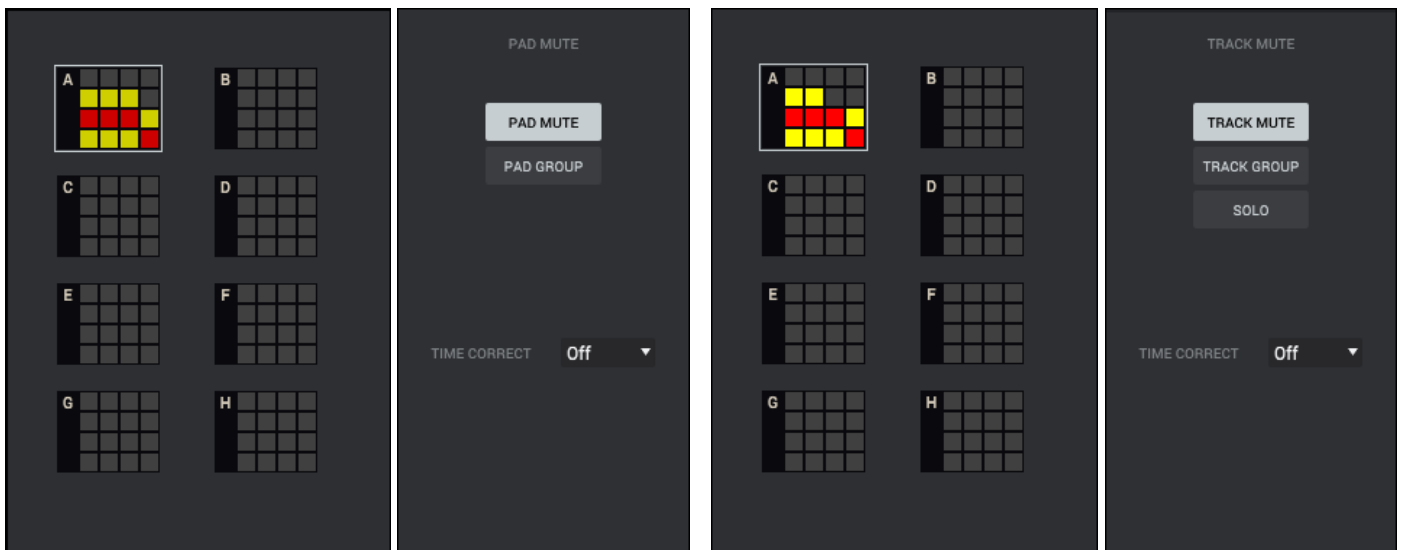 A
B
C
D
E
F
G
H
PAD MUTE
PAD MUTE
PAD GROUP
TIME CORRECT Off
A
B
C
D
E
F
G
H
TRACK MUTE
TRACK MUTE
TRACK GROUP
SOLO
TIME CORRECT Off